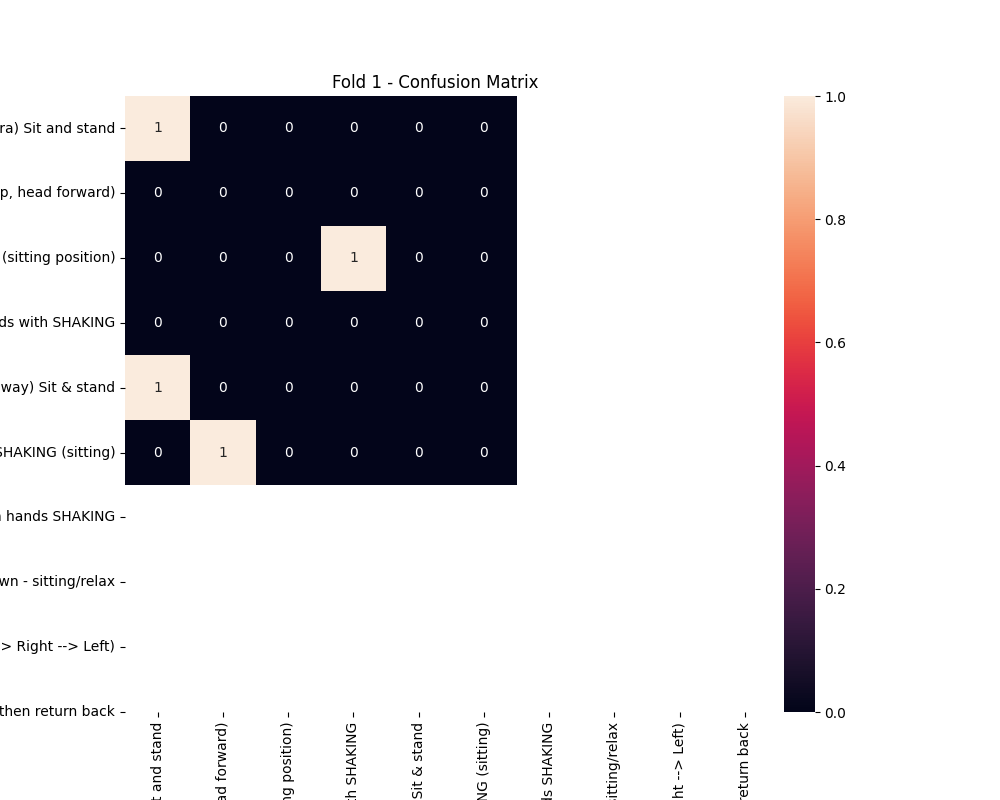 Fold 1 - Confusion Matrix
ra) Sit and stand
1 0 0 0 0 0
p, head forward)
0 0 0 0 0 0
(sitting position)
0 0 0 1 0 0
ds with SHAKING
0 0 0 0 0 0
way) Sit & stand
1 0 0 0 0 0
SHAKING (sitting)
0 1 0 0 0 0
hands SHAKING
wn - sitting/relax
> Right --> Left)
then return back
t and stand
ad forward)
ng position)
th SHAKING
Sit & stand
NG (sitting)
ds SHAKING
sitting/relax
ht --> Left)
return back
1.0
0.8
0.6
0.4
0.2
0.0